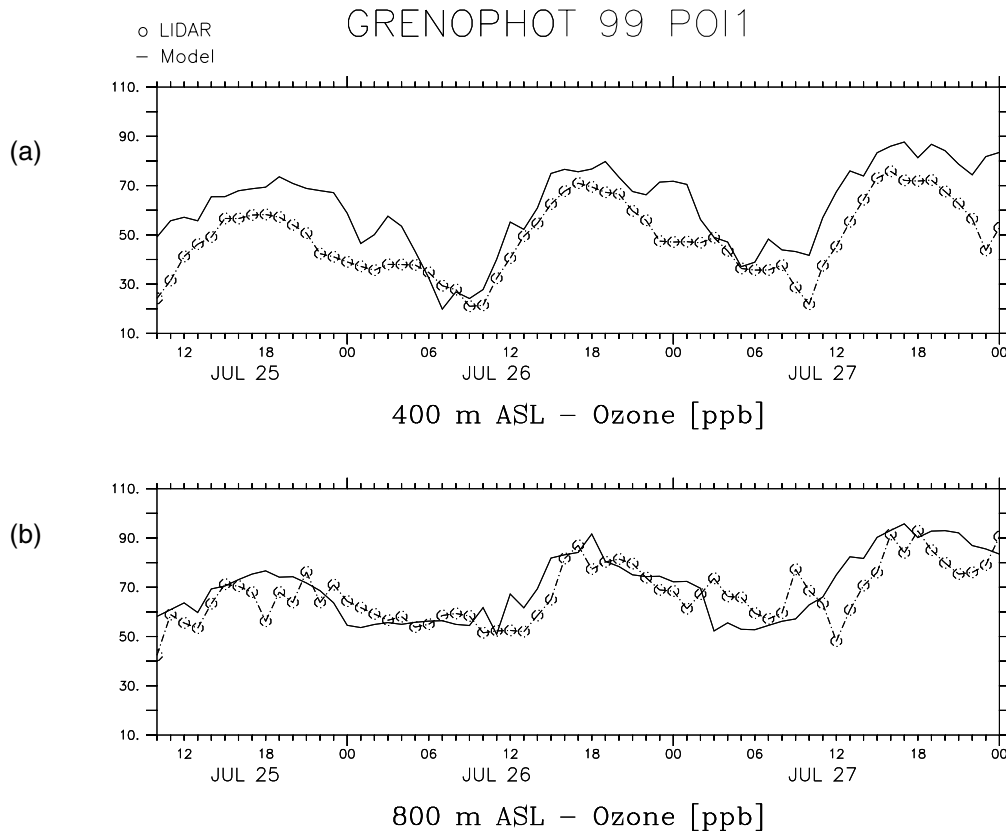 GRENOPHOT 99 POI1
o LIDAR
– Model
(a)
110.
90.
70.
50.
30.
10.
12 18 00 06 12 18 00 06 12 18 00
JUL 25 JUL 26 JUL 27
400 m ASL – Ozone [ppb]
(b)
110.
90.
70.
50.
30.
10.
12 18 00 06 12 18 00 06 12 18 00
JUL 25 JUL 26 JUL 27
800 m ASL – Ozone [ppb]